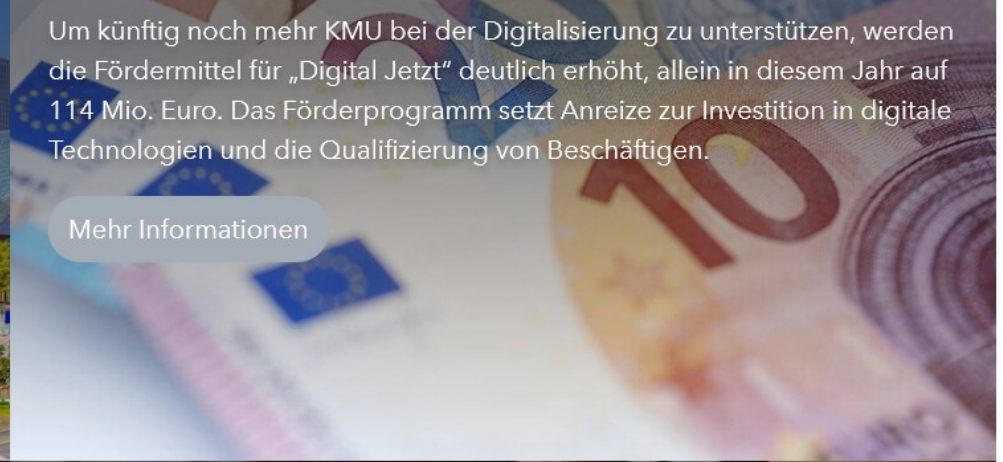 Um künftig noch mehr KMU bei der Digitalisierung zu unterstützen, werden
die Fördermittel für „Digital Jetzt“ deutlich erhöht, allein in diesem Jahr auf
114 Mio. Euro. Das Förderprogramm setzt Anreize zur Investition in digitale
Technologien und die Qualifizierung von Beschäftigen.
Mehr Informationen
10